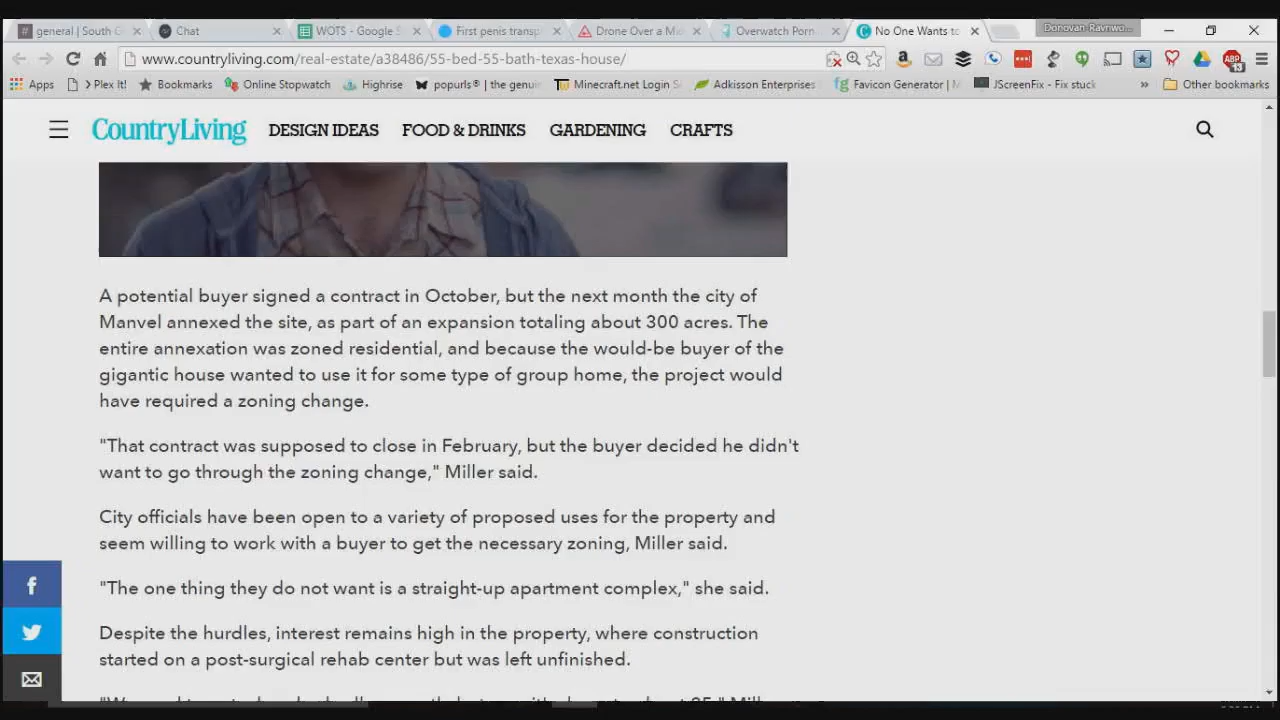 general | South C
Chat
WOTS - Google S
First penis transp
Drone Over a Mi
Overwatch Porn
No One Wants to
Donovan-Ravnwo...
www.countryliving.com/real-estate/a38486/55-bed-55-bath-texas-house/
ABP
13
Apps
> Plex It!
Bookmarks
Online Stopwatch
Highrise
popurls® | the genuin
Minecraft.net Login S
Adkisson Enterprises
Favicon Generator |
JScreenFix - Fix stuck
»
Other bookmarks
CountryLiving
DESIGN IDEAS
FOOD & DRINKS
GARDENING
CRAFTS
A potential buyer signed a contract in October, but the next month the city of
Manvel annexed the site, as part of an expansion totaling about 300 acres. The
entire annexation was zoned residential, and because the would-be buyer of the
gigantic house wanted to use it for some type of group home, the project would
have required a zoning change.
"That contract was supposed to close in February, but the buyer decided he didn't
want to go through the zoning change," Miller said.
City officials have been open to a variety of proposed uses for the property and
seem willing to work with a buyer to get the necessary zoning, Miller said.
"The one thing they do not want is a straight-up apartment complex," she said.
Despite the hurdles, interest remains high in the property, where construction
started on a post-surgical rehab center but was left unfinished.